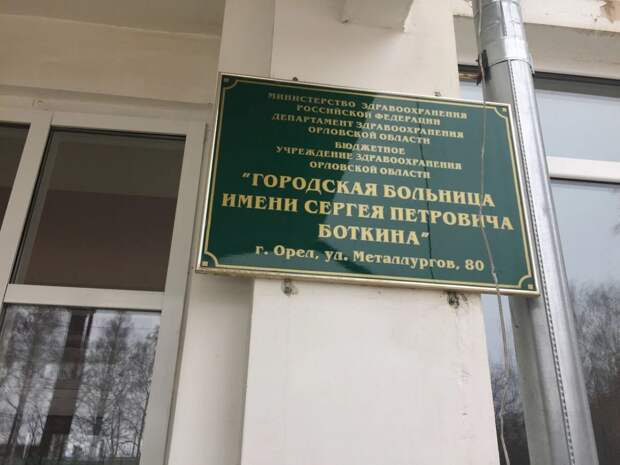 МИНИСТЕРСТВО ЗДРАВООХРАНЕНИЯ
РОССИЙСКОЙ ФЕДЕРАЦИИ
ДЕПАРТАМЕНТ ЗДРАВООХРАНЕНИЯ
ОРЛОВСКОЙ ОБЛАСТИ
БЮДЖЕТНОЕ
УЧРЕЖДЕНИЕ ЗДРАВООХРАНЕНИЯ
ОРЛОВСКОЙ ОБЛАСТИ
"ГОРОДСКАЯ БОЛЬНИЦА
ИМЕНИ СЕРГЕЯ ПЕТРОВИЧА
БОТКИНА"
г. Орел, ул. Металлургов, 80